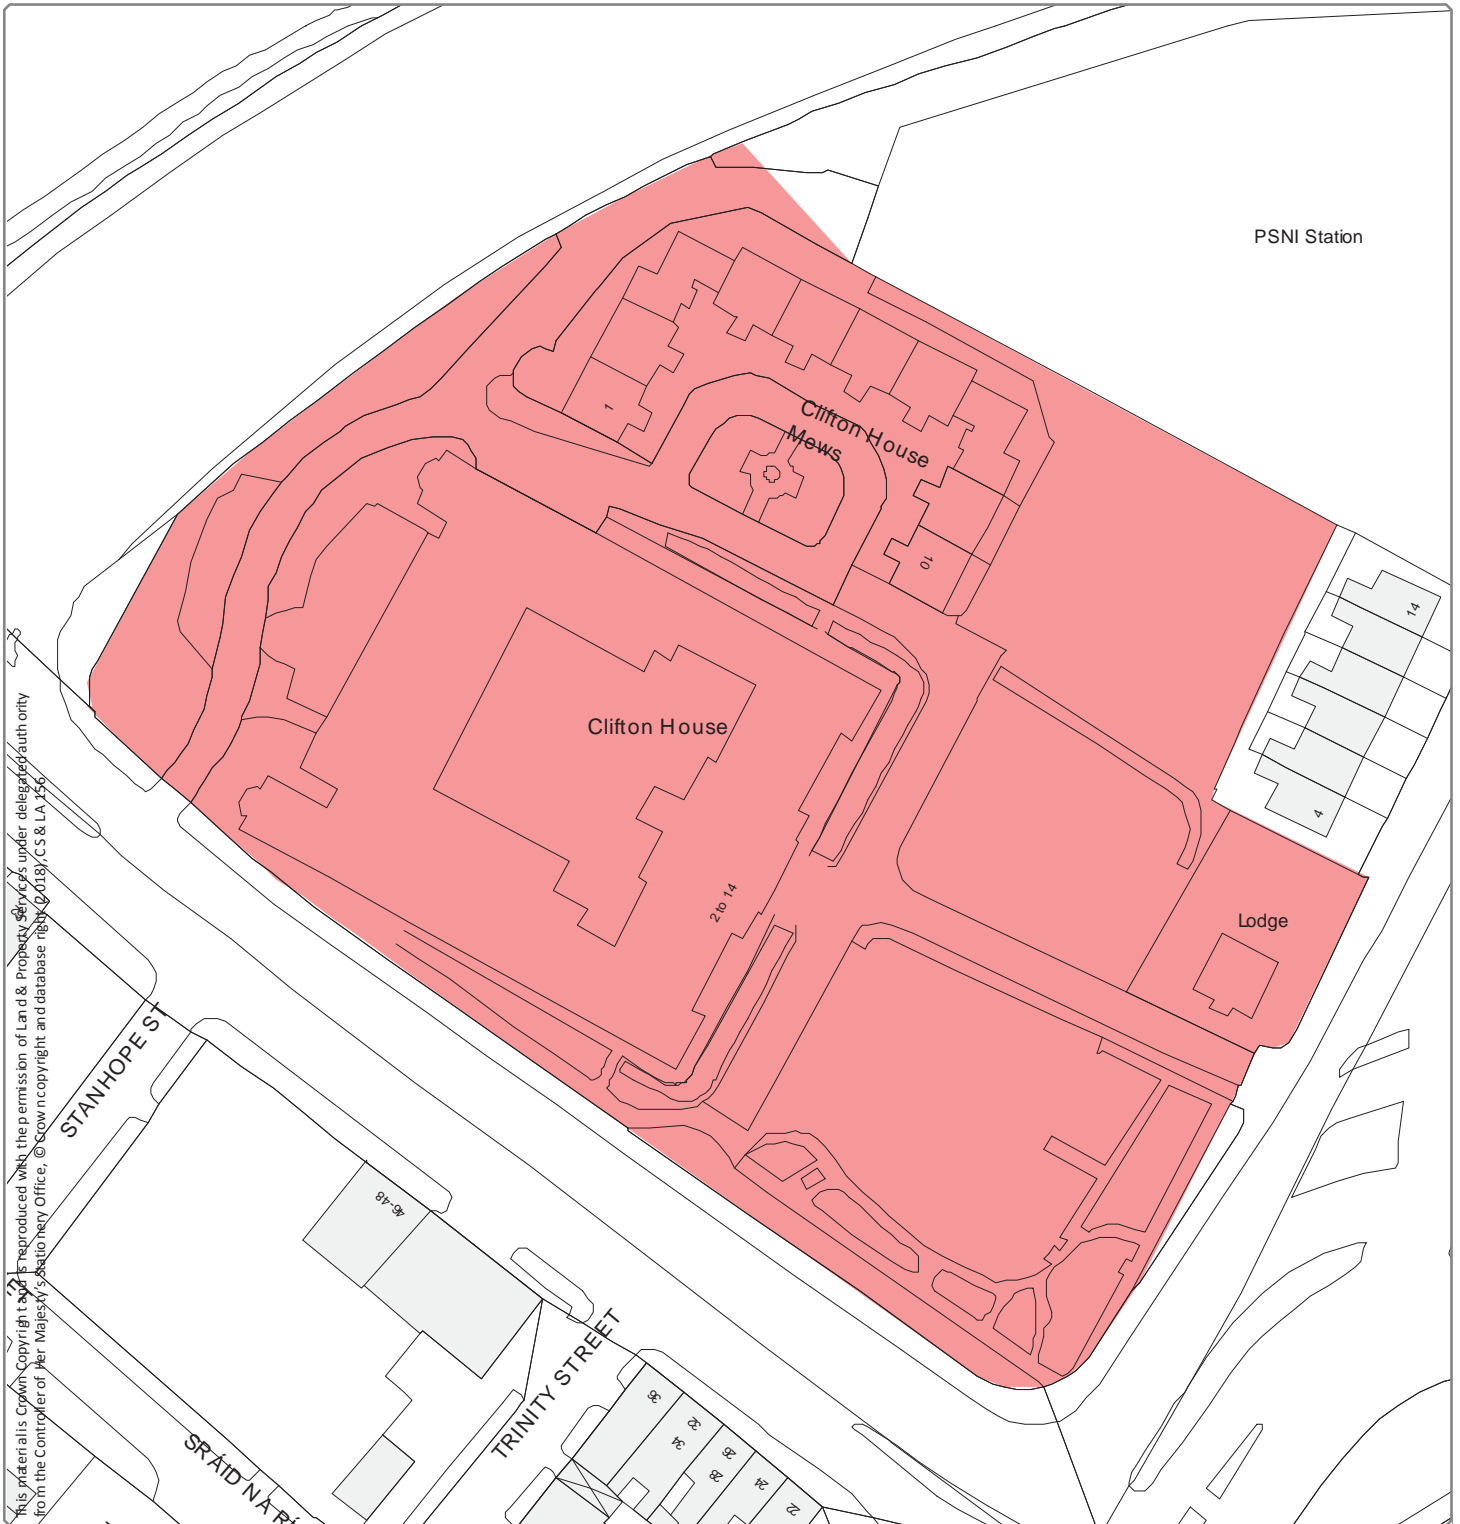 PSNI Station
Clifton House
Mews
1
10
14
4
Clifton House
2 to 14
Lodge
STANHOPE ST
46-48
TRINITY STREET
36
32
34
26
28
24
22
SRÁID NA RÍ
This material is Crown Copyright and is reproduced with the permission of Land & Property Services under delegated authority
from the Controller of Her Majesty's Stationery Office, © Crown copyright and database right (2018), CS & LA 156